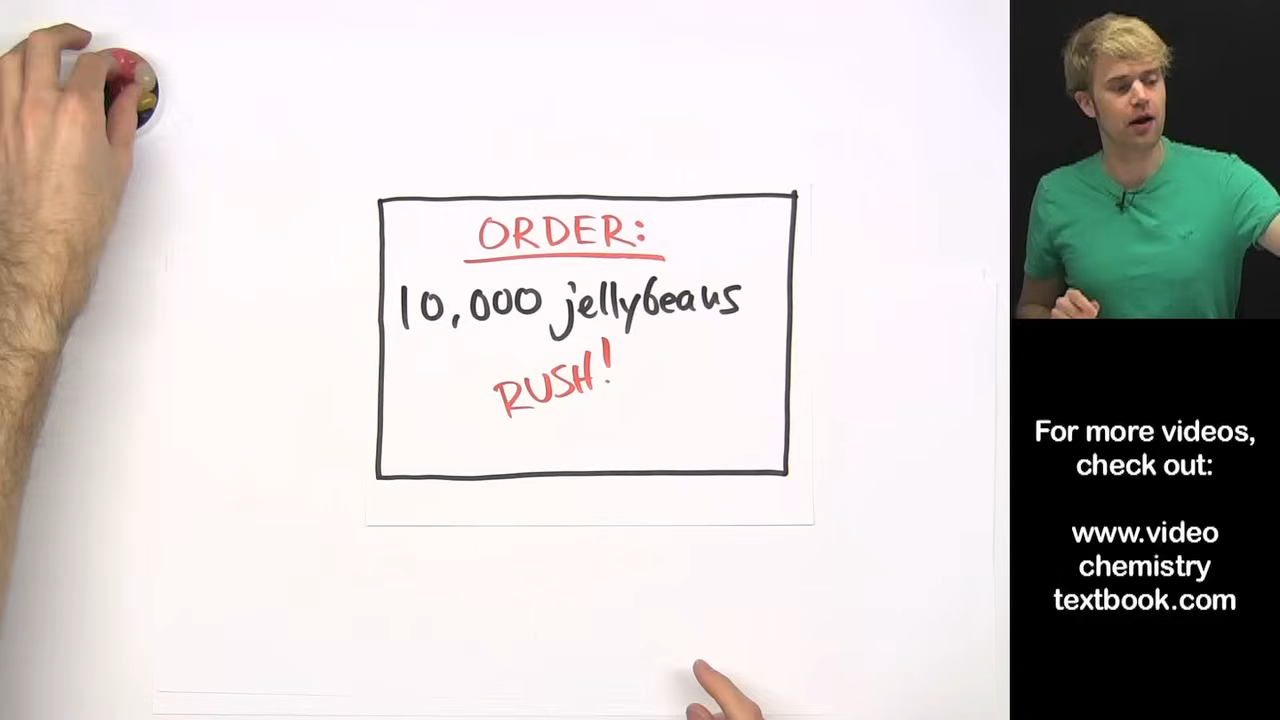 ORDER:
10,000 jellybeans
RUSH!
For more videos,
check out:
www.video
chemistry
textbook.com